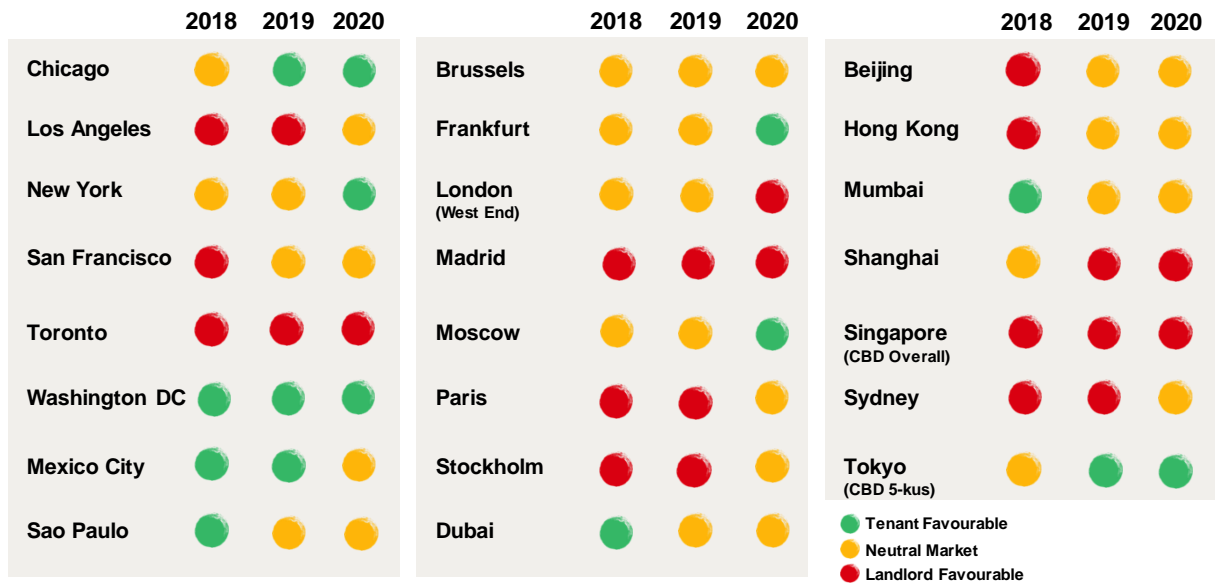 2018 2019 2020
Chicago
Los Angeles
New York
San Francisco
Toronto
Washington DC
Mexico City
Sao Paulo
2018 2019 2020
Brussels
Frankfurt
London
(West End)
Madrid
Moscow
Paris
Stockholm
Dubai
2018 2019 2020
Beijing
Hong Kong
Mumbai
Shanghai
Singapore
(CBD Overall)
Sydney
Tokyo
(CBD 5-kus)
Tenant Favourable
Neutral Market
Landlord Favourable